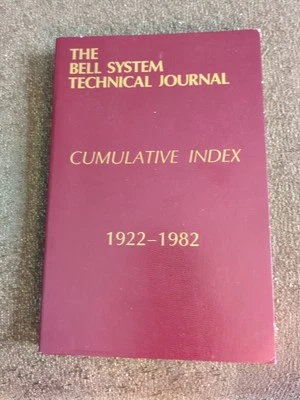 THE
BELL SYSTEM
TECHNICAL JOURNAL
CUMULATIVE INDEX
1922–1982